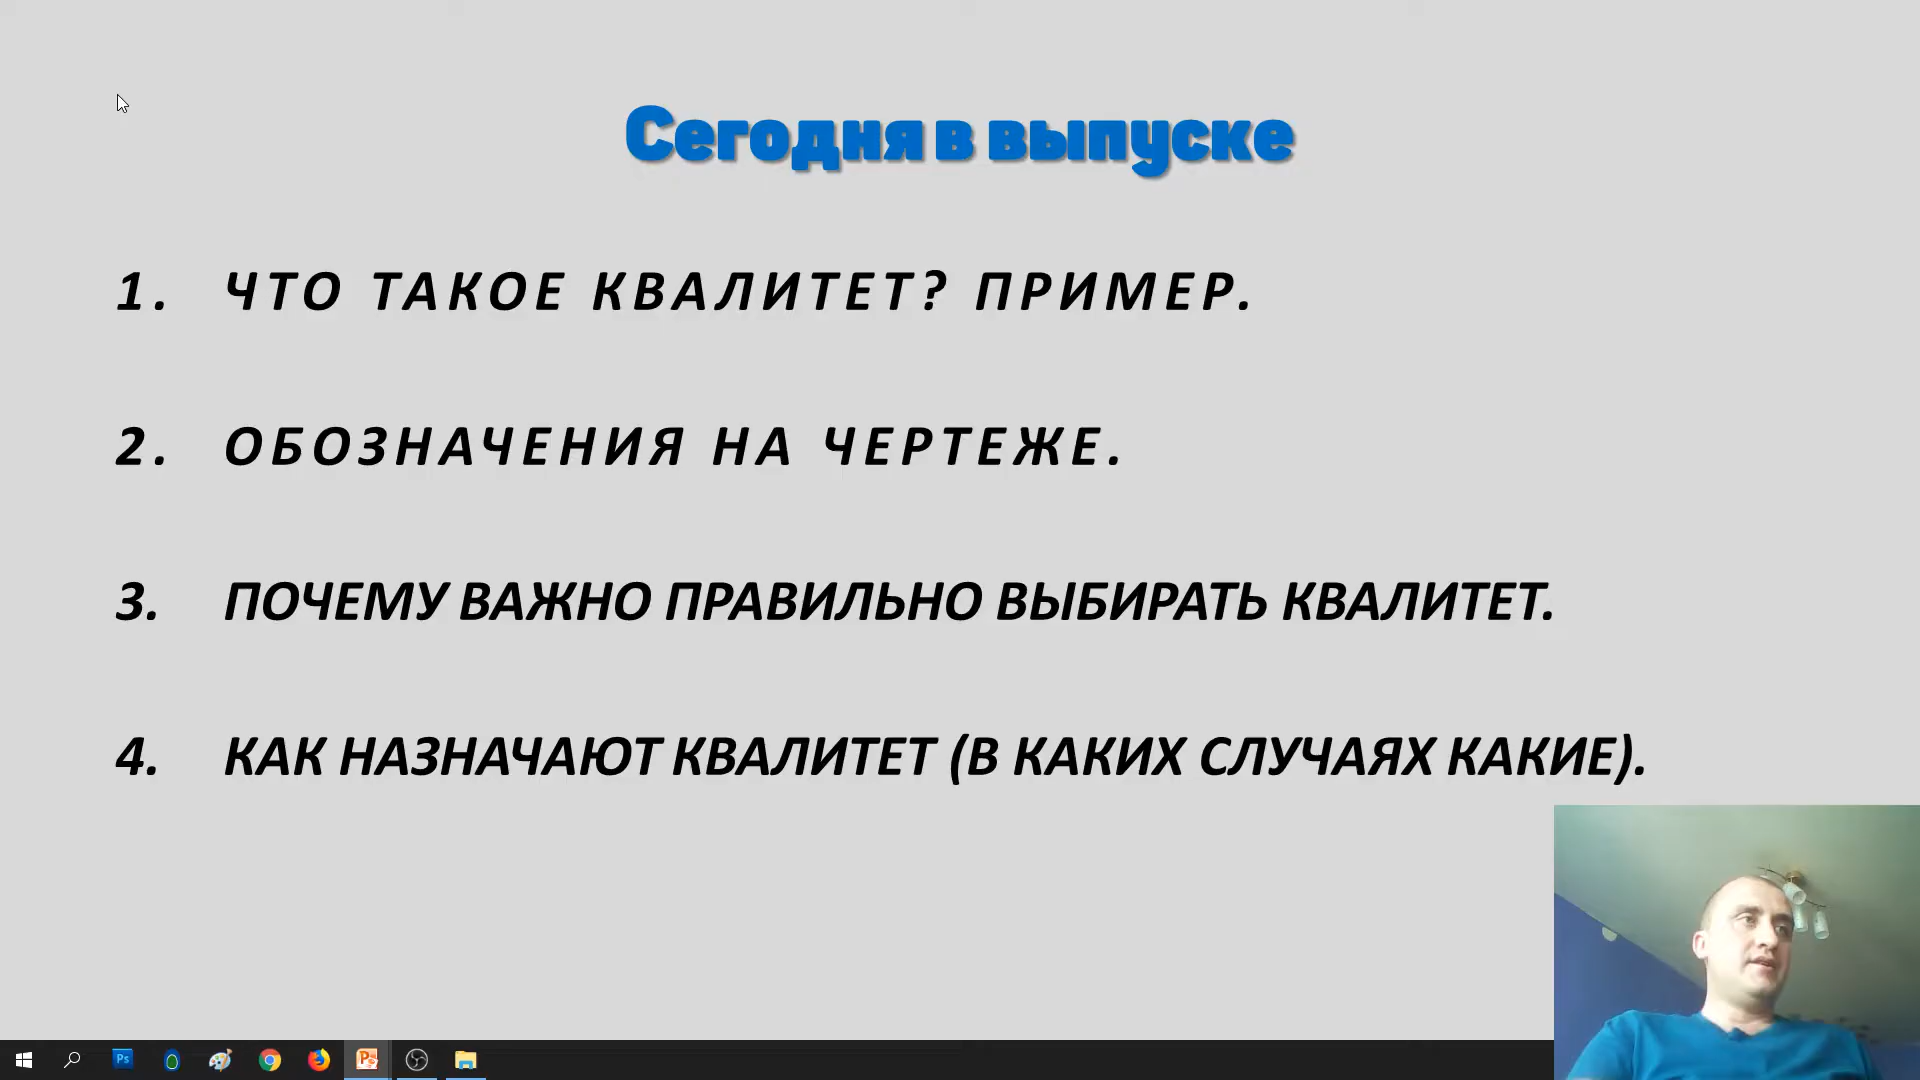 Сегодня в выпуске
1. ЧТО ТАКОЕ КВАЛИТЕТ? ПРИМЕР.
2. ОБОЗНАЧЕНИЯ НА ЧЕРТЕЖЕ.
3. ПОЧЕМУ ВАЖНО ПРАВИЛЬНО ВЫБИРАТЬ КВАЛИТЕТ.
4. КАК НАЗНАЧАЮТ КВАЛИТЕТ (В КАКИХ СЛУЧАЯХ КАКИЕ).
Ps